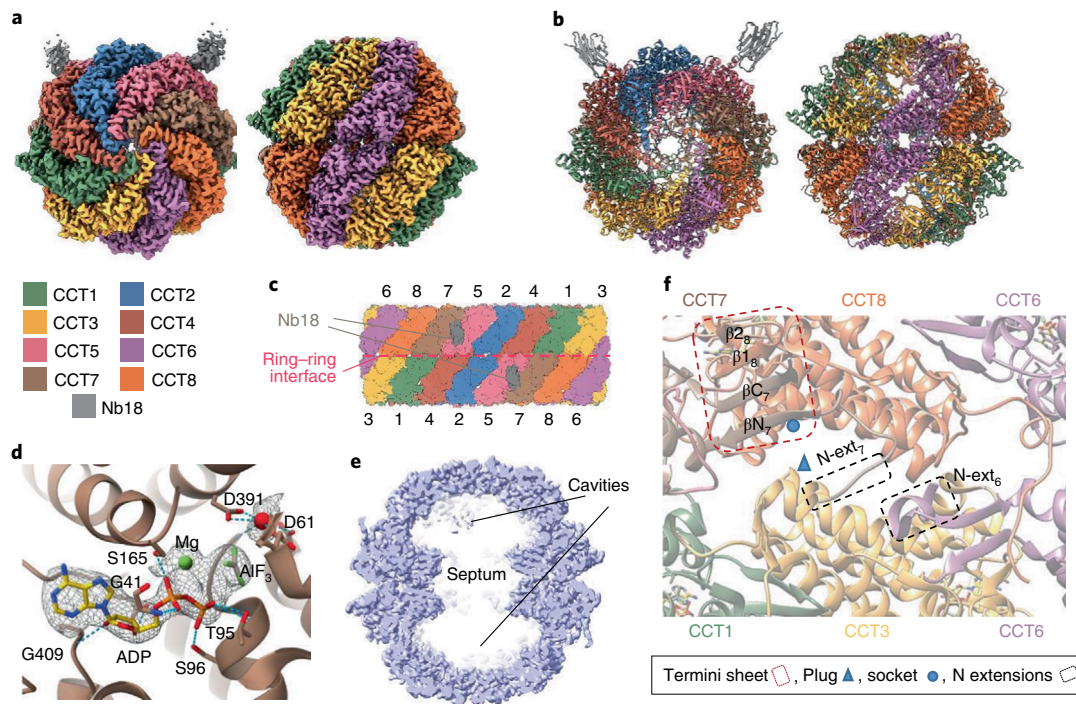 a
b
CCT1 CCT2
CCT3 CCT4
CCT5 CCT6
CCT7 CCT8
Nb18
c
6 8 7 5 2 4 1 3
Nb18
Ring–ring
interface
3 1 4 2 5 7 8 6
d
D391
D61
Mg
S165
AlF₃
G41
T95
G409
ADP
S96
e
Cavities
Septum
f
CCT7 CCT8 CCT6
β2₈
β1₈
βC₇
βN₇
N-ext₇
N-ext₆
CCT1 CCT3 CCT6
Termini sheet , Plug , socket , N extensions